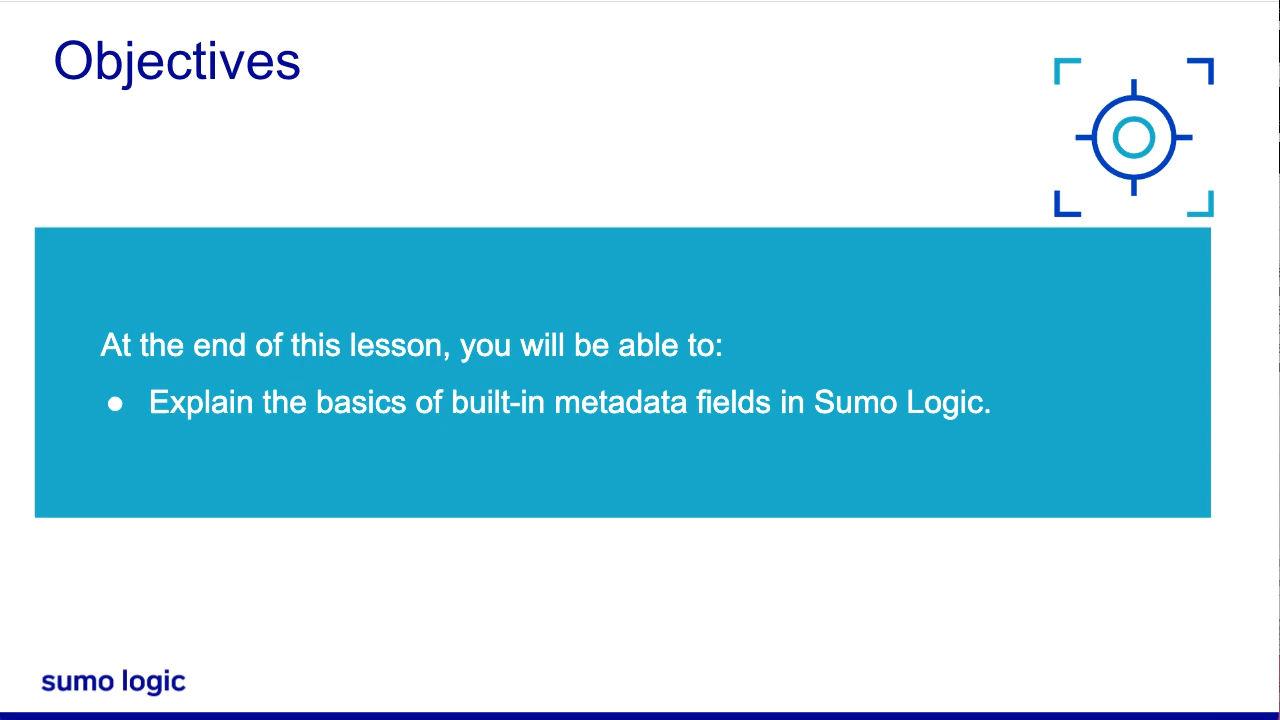 Objectives
At the end of this lesson, you will be able to:
● Explain the basics of built-in metadata fields in Sumo Logic.
sumo logic